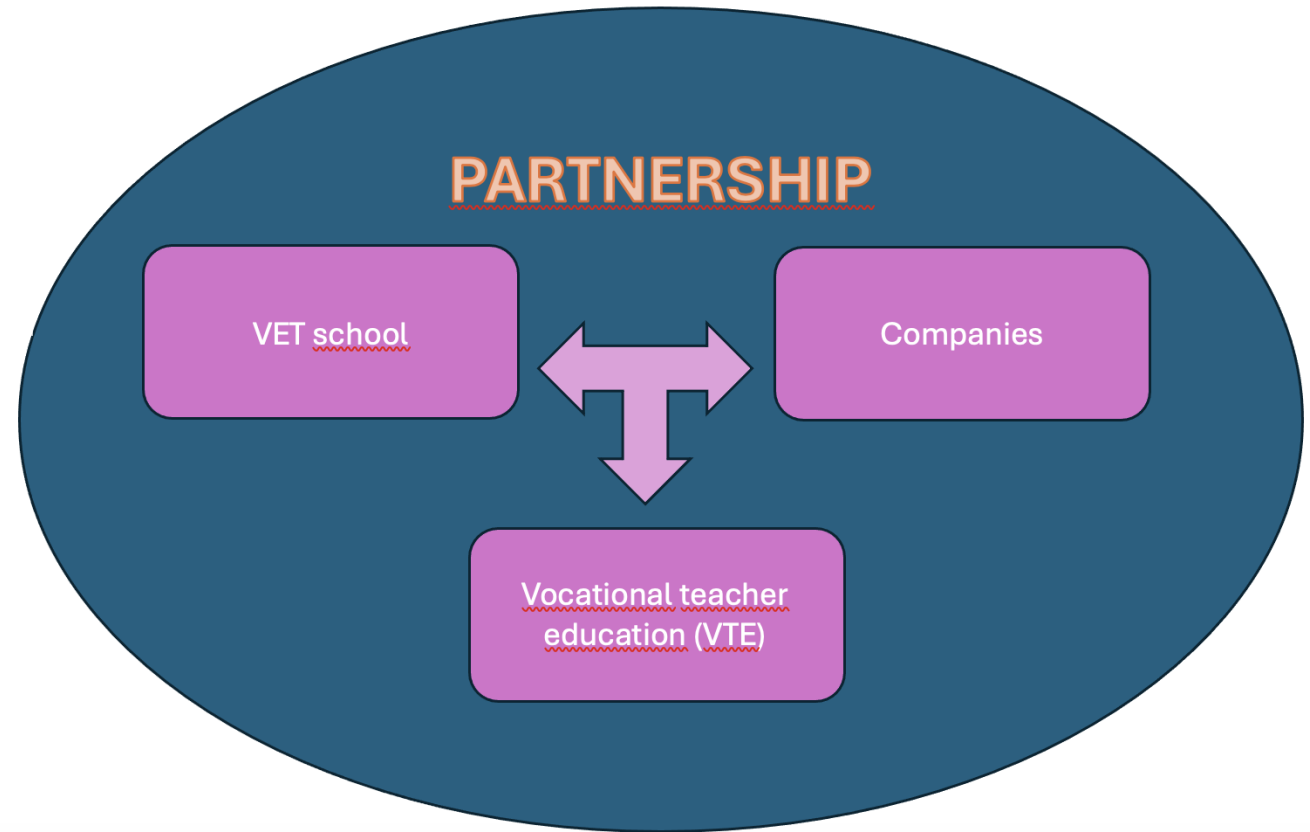 PARTNERSHIP
VET school
Companies
Vocational teacher
education (VTE)